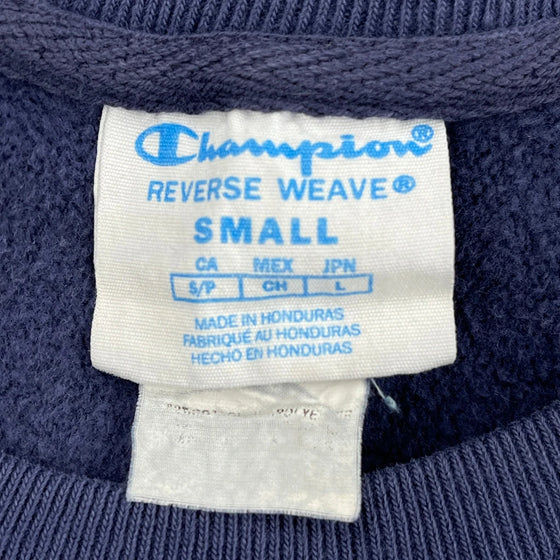 Champion®
REVERSE WEAVE®
SMALL
CA MEX JPN
S/P CH L
MADE IN HONDURAS
FABRIQUÉ AU HONDURAS
HECHO EN HONDURAS